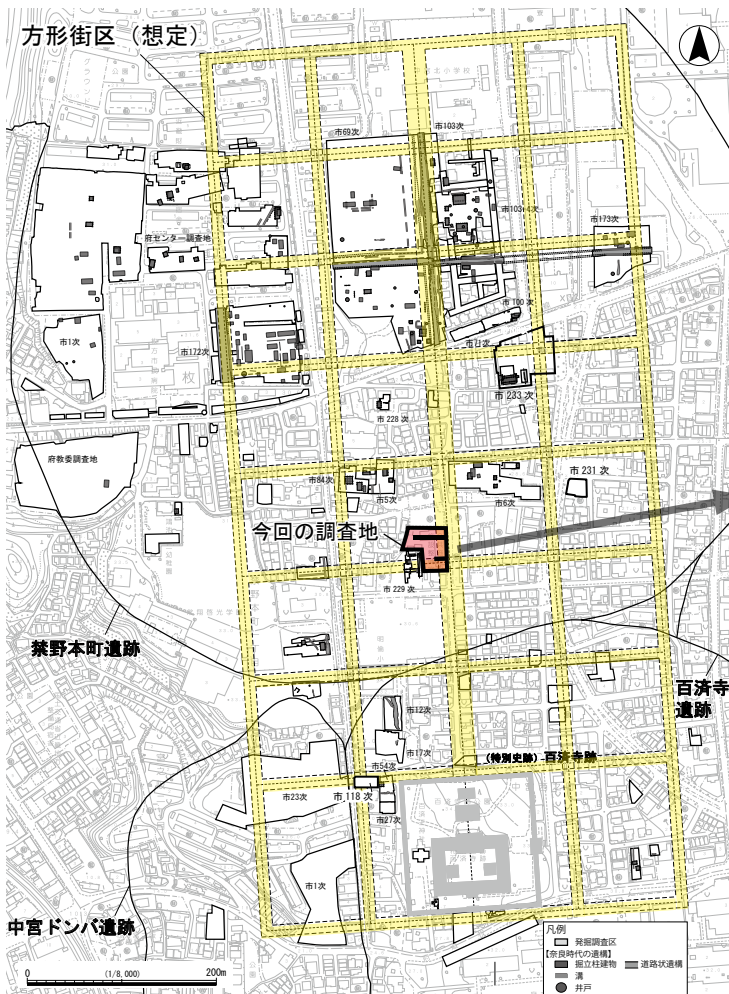 方形街区（想定）
市69次
市103次
市103-1次
市173次
府センター調査地
市1次
市172次
市100次
市71次
市233次
市228次
枚
府教委調査地
市84次
市5次
市6次
市231次
今回の調査地
市229次
禁野本町遺跡
百済寺
遺跡
市12次
市17次
(特別史跡) 百済寺跡
市54次
市23次
市118次
市27次
市1次
中宮ドンバ遺跡
0 (1/8,000) 200m
凡例
発掘調査区
【奈良時代の遺構】
掘立柱建物 道路状遺構
溝
井戸